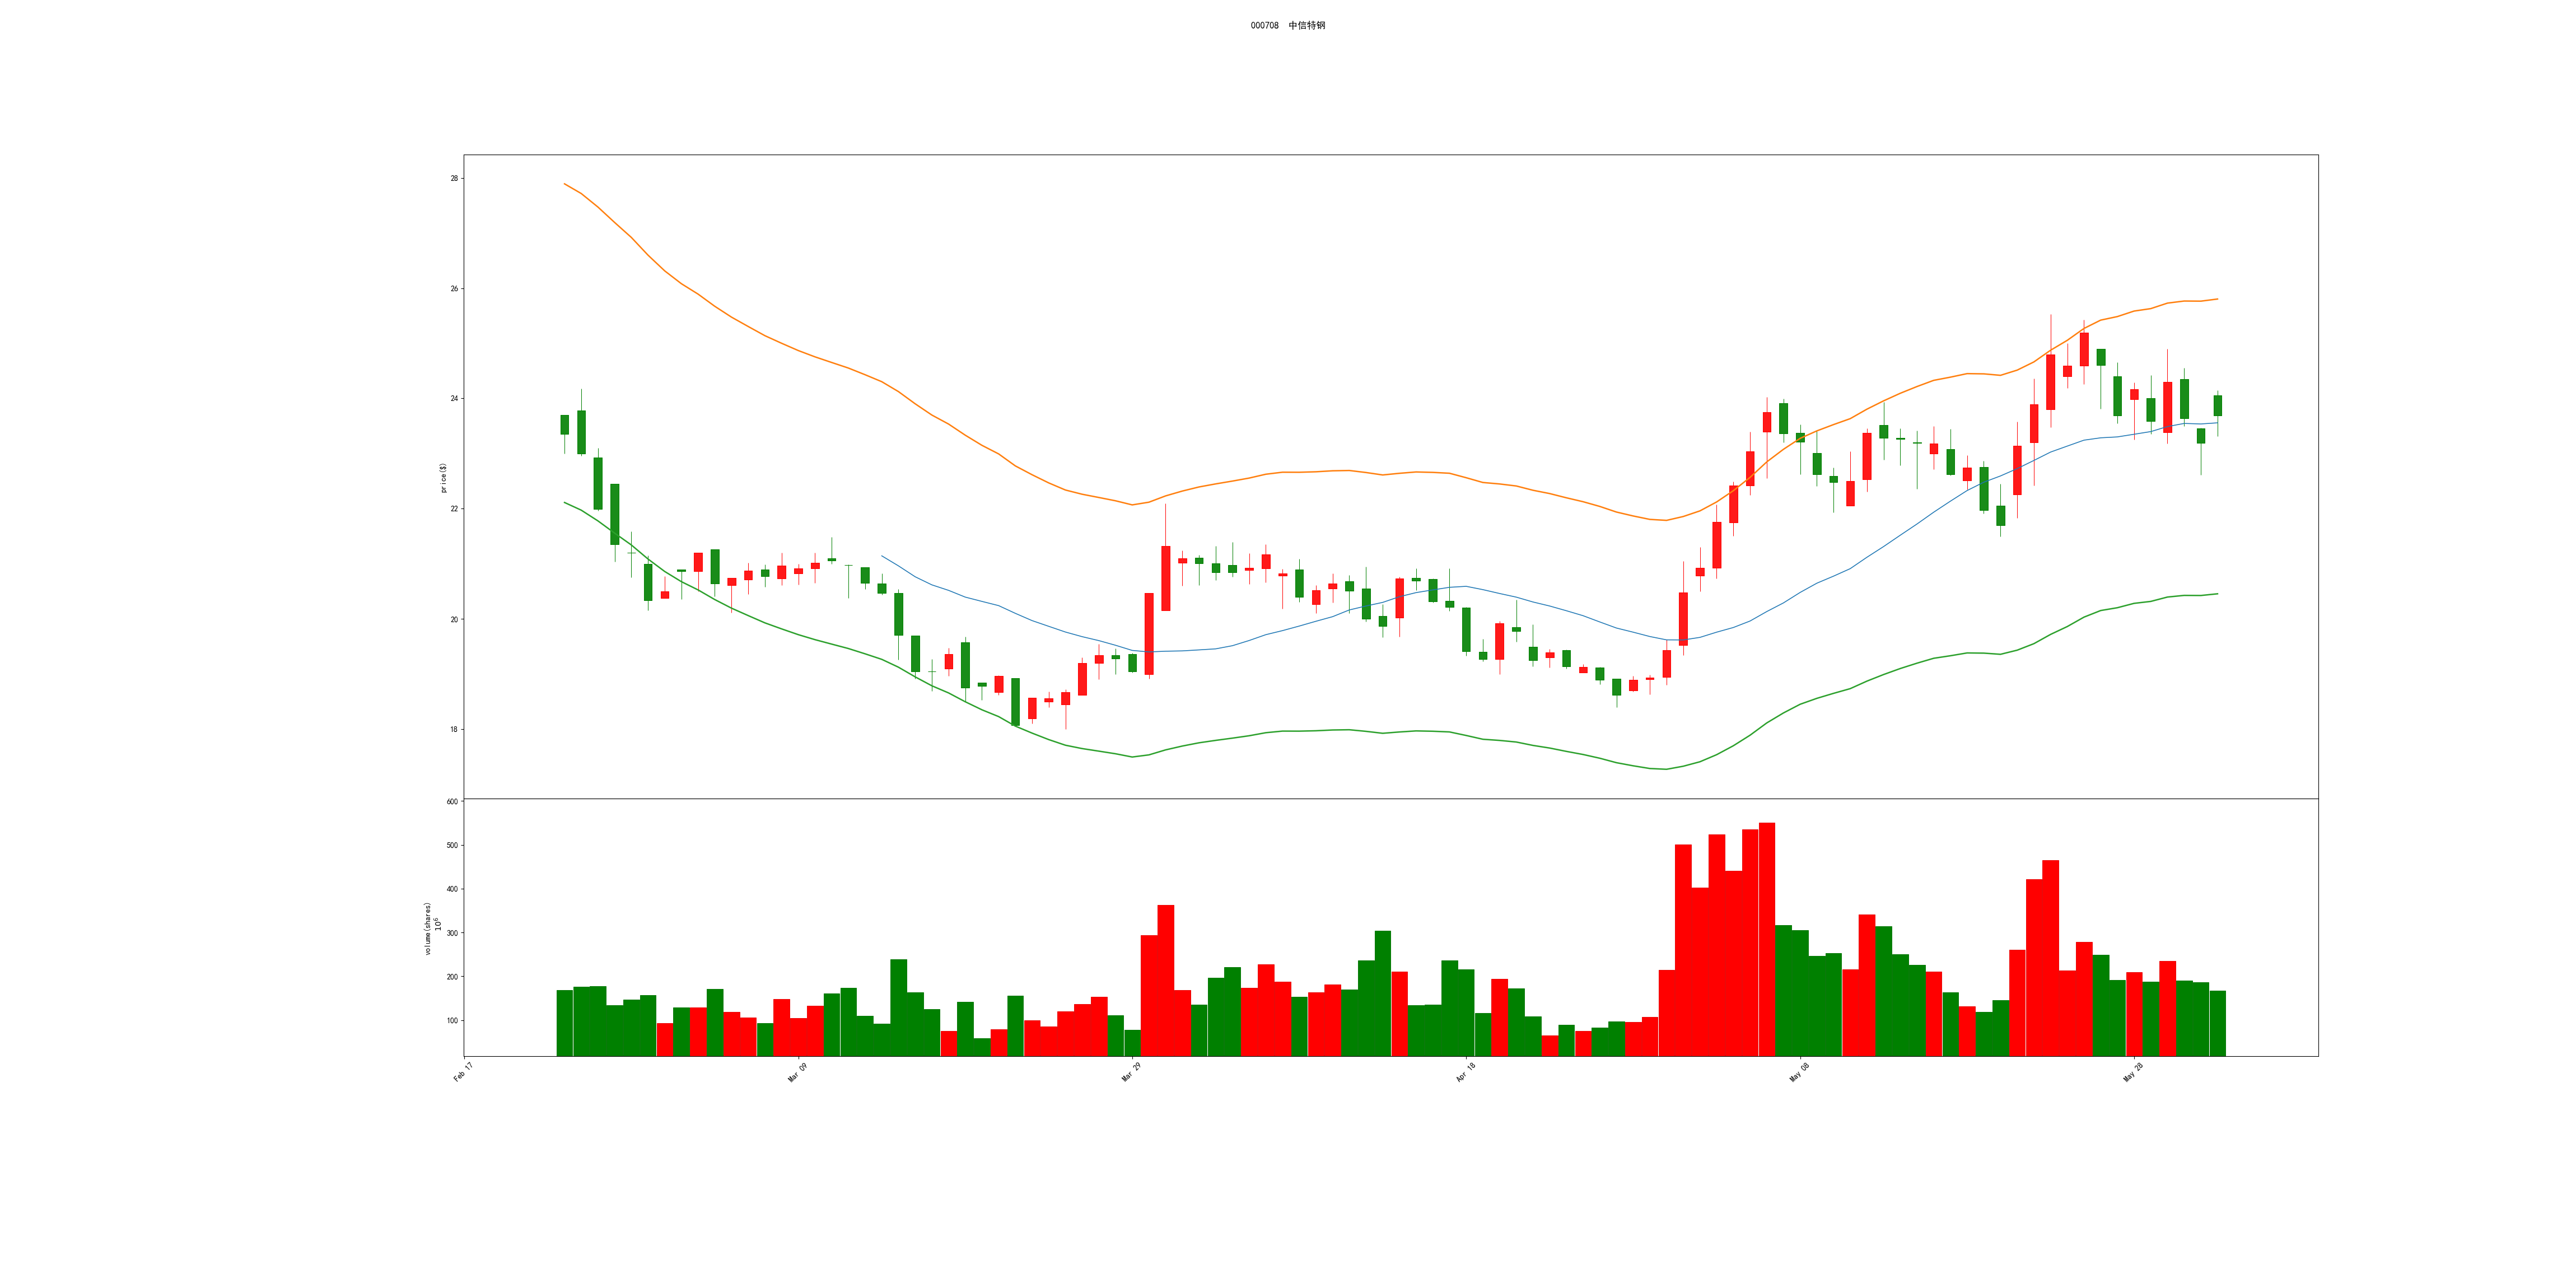 000708 中信特钢
28
26
24
22
20
18
price($)
600
500
400
300
200
100
volume(shares)
10^6
Feb 17
Mar 09
Mar 29
Apr 18
May 08
May 28